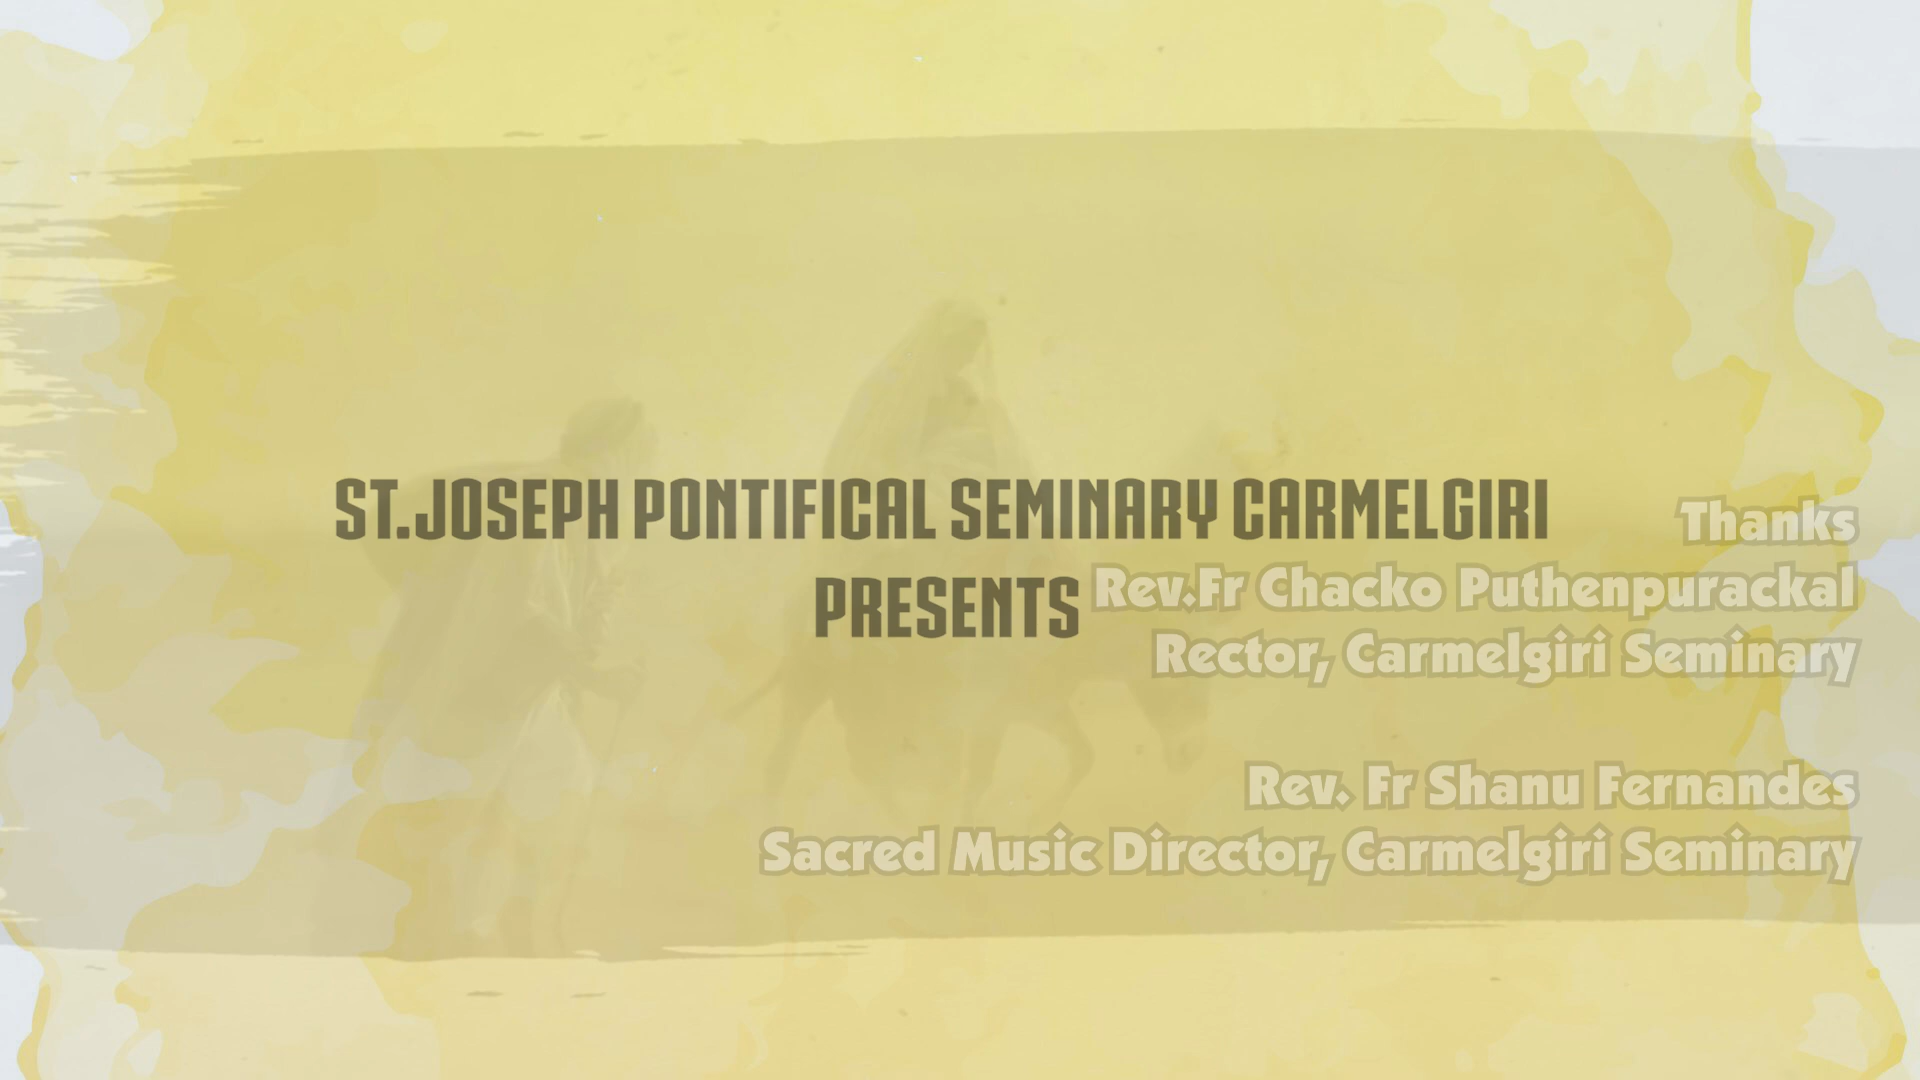 ST.JOSEPH PONTIFICAL SEMINARY CARMELGIRI
PRESENTS
Thanks
Rev.Fr Chacko Puthenpurackal
Rector, Carmelgiri Seminary
Rev. Fr Shanu Fernandes
Sacred Music Director, Carmelgiri Seminary